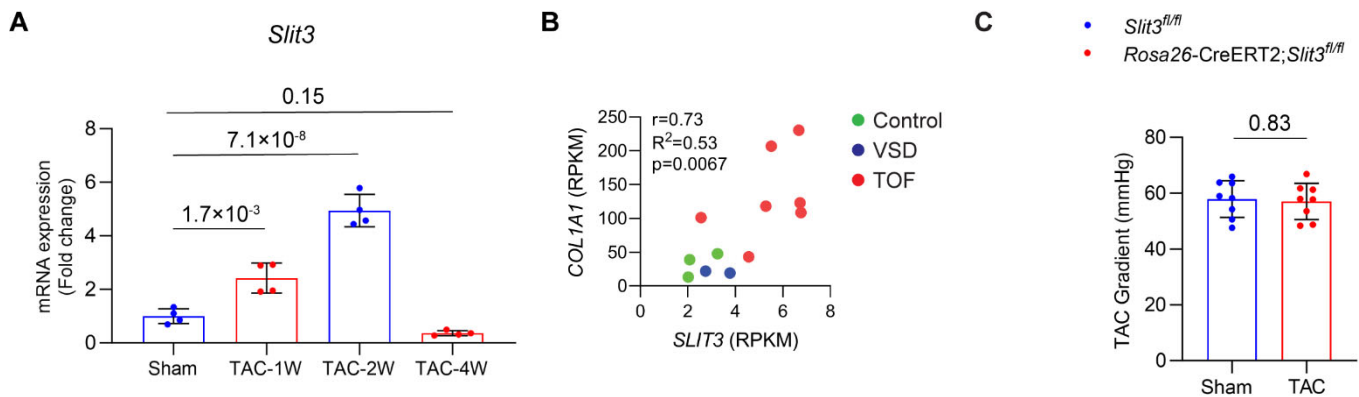 A
Slit3
mRNA expression
(Fold change)
8
6
4
2
0
0.15
7.1×10⁻⁸
1.7×10⁻³
Sham
TAC-1W
TAC-2W
TAC-4W
B
COL1A1 (RPKM)
250
200
150
100
50
0
r=0.73
R²=0.53
p=0.0067
0
2
4
6
8
SLIT3 (RPKM)
Control
VSD
TOF
C
Slit3fl/fl
Rosa26-CreERT2;Slit3fl/fl
TAC Gradient (mmHg)
80
60
40
20
0
0.83
Sham
TAC